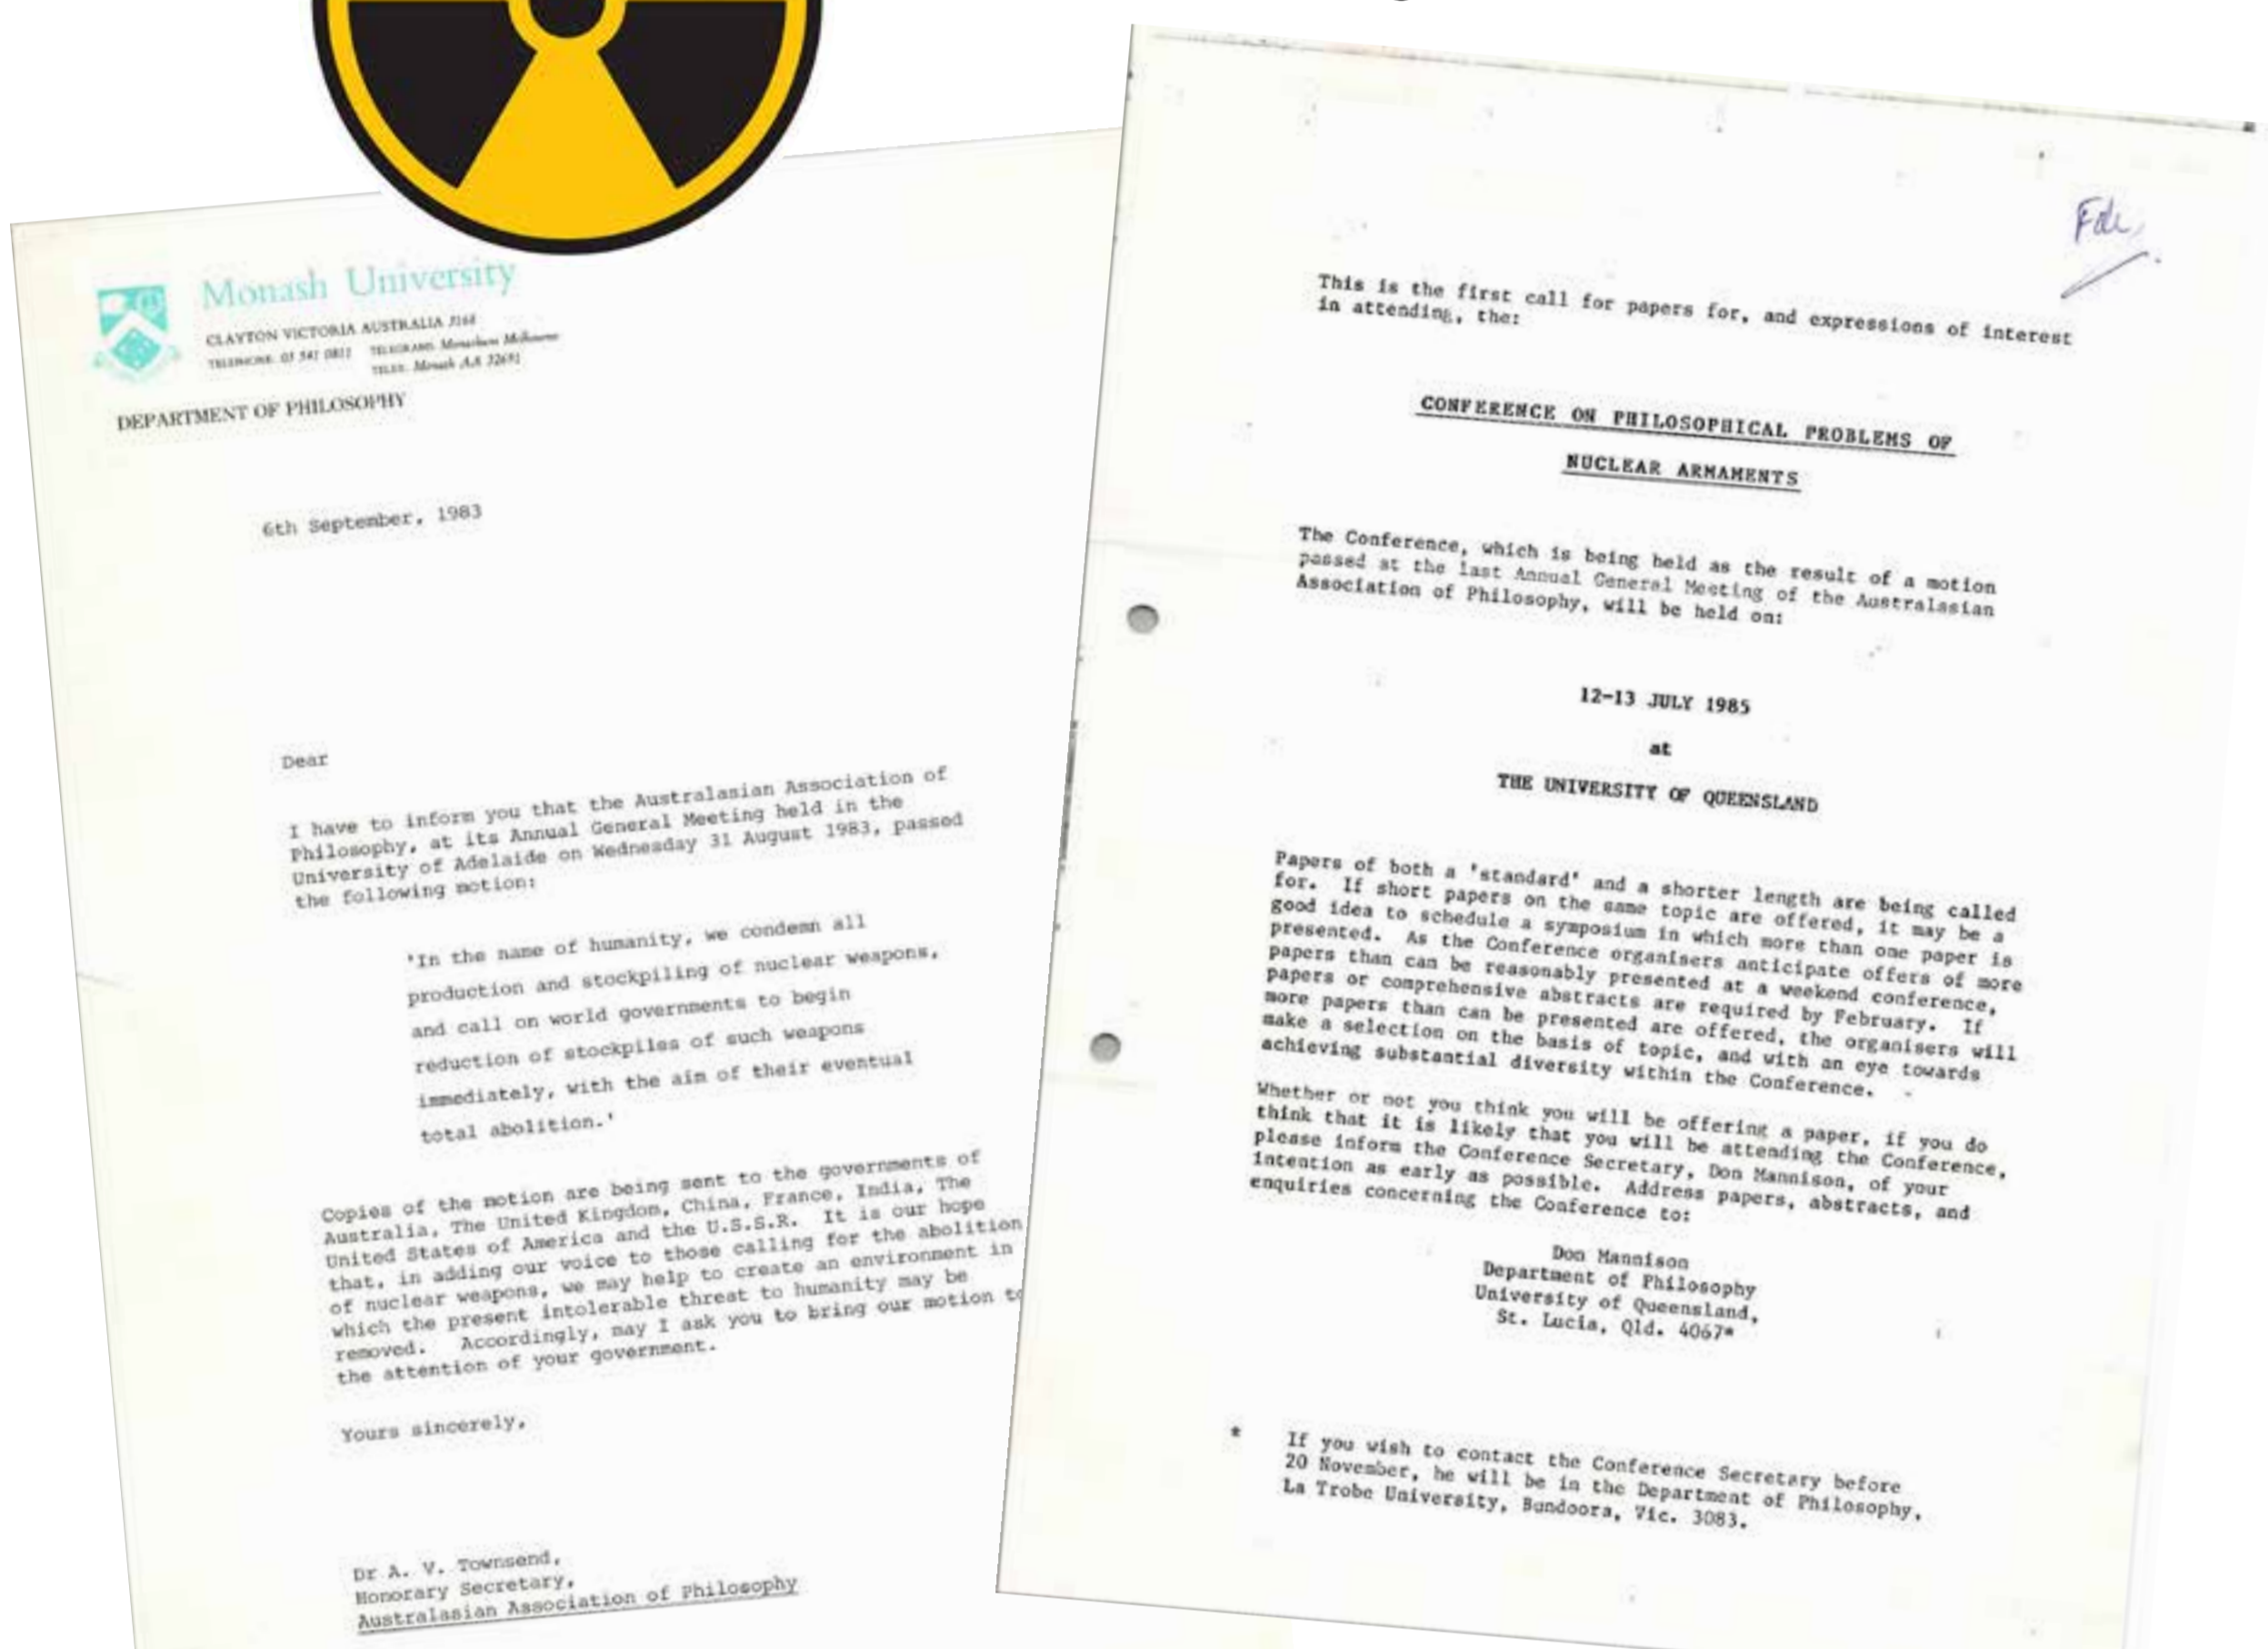 Monash University
CLAYTON VICTORIA AUSTRALIA 3168
TELEPHONE: 03 541 0811 TELEGRAMS: Monashuni Melbourne
TELEX: Monash AA 32691
DEPARTMENT OF PHILOSOPHY
6th September, 1983
Dear
I have to inform you that the Australasian Association of
Philosophy, at its Annual General Meeting held in the
University of Adelaide on Wednesday 31 August 1983, passed
the following motion:
'In the name of humanity, we condemn all
production and stockpiling of nuclear weapons,
and call on world governments to begin
reduction of stockpiles of such weapons
immediately, with the aim of their eventual
total abolition.'
Copies of the motion are being sent to the governments of
Australia, The United Kingdom, China, France, India, The
United States of America and the U.S.S.R. It is our hope
that, in adding our voice to those calling for the abolition
of nuclear weapons, we may help to create an environment in
which the present intolerable threat to humanity may be
removed. Accordingly, may I ask you to bring our motion to
the attention of your government.
Yours sincerely,
Dr A. V. Townsend,
Honorary Secretary,
Australasian Association of Philosophy
This is the first call for papers for, and expressions of interest
in attending, the:
CONFERENCE ON PHILOSOPHICAL PROBLEMS OF
NUCLEAR ARMAMENTS
The Conference, which is being held as the result of a motion
passed at the last Annual General Meeting of the Australasian
Association of Philosophy, will be held on:
12-13 JULY 1985
at
THE UNIVERSITY OF QUEENSLAND
Papers of both a 'standard' and a shorter length are being called
for. If short papers on the same topic are offered, it may be a
good idea to schedule a symposium in which more than one paper is
presented. As the Conference organisers anticipate offers of more
papers than can be reasonably presented at a weekend conference,
papers or comprehensive abstracts are required by February. If
more papers than can be presented are offered, the organisers will
make a selection on the basis of topic, and with an eye towards
achieving substantial diversity within the Conference.
Whether or not you think you will be offering a paper, if you do
think that it is likely that you will be attending the Conference,
please inform the Conference Secretary, Don Mannison, of your
intention as early as possible. Address papers, abstracts, and
enquiries concerning the Conference to:
Don Mannison
Department of Philosophy
University of Queensland,
St. Lucia, Qld. 4067*
* If you wish to contact the Conference Secretary before
20 November, he will be in the Department of Philosophy,
La Trobe University, Bundoora, Vic. 3083.